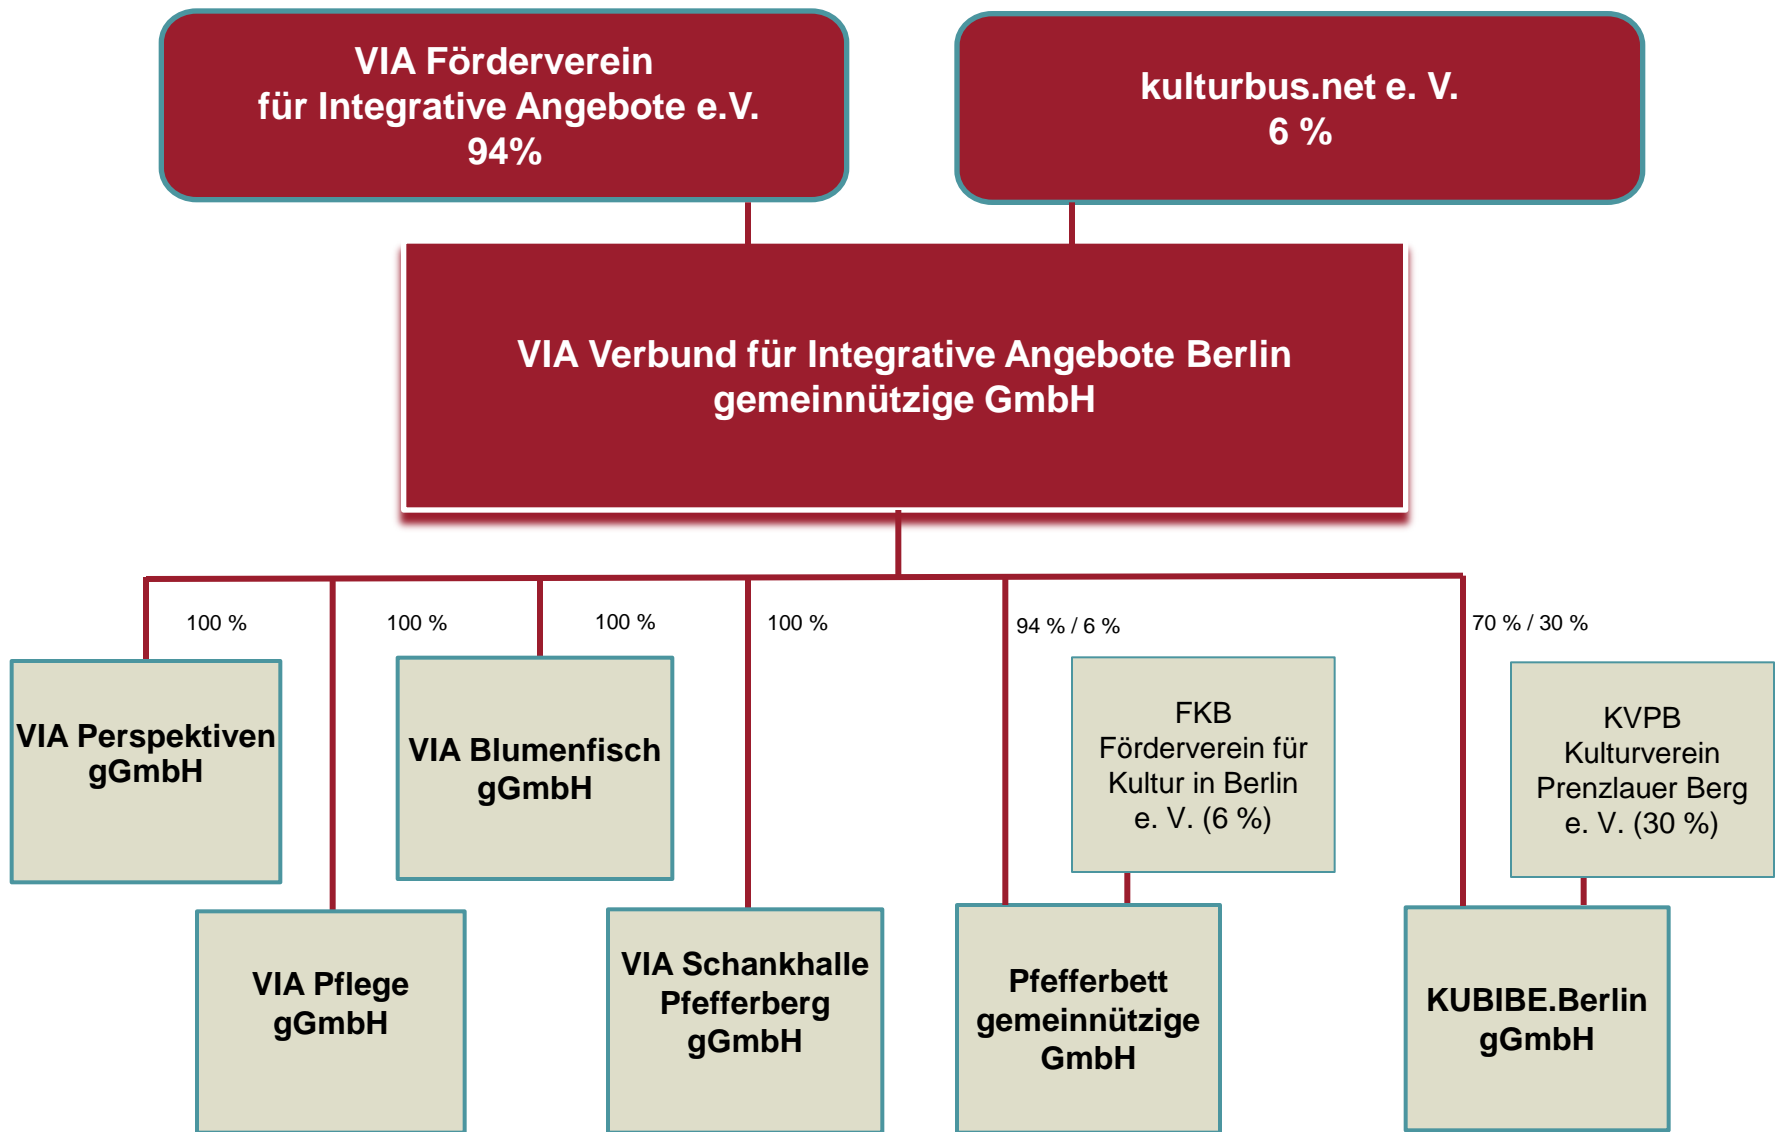 VIA Förderverein
für Integrative Angebote e.V.
94%
kulturbus.net e. V.
6 %
VIA Verbund für Integrative Angebote Berlin
gemeinnützige GmbH
100 %
100 %
100 %
100 %
94 % / 6 %
70 % / 30 %
VIA Perspektiven
gGmbH
VIA Blumenfisch
gGmbH
FKB
Förderverein für
Kultur in Berlin
e. V. (6 %)
KVPB
Kulturverein
Prenzlauer Berg
e. V. (30 %)
VIA Pflege
gGmbH
VIA Schankhalle
Pfefferberg
gGmbH
Pfefferbett
gemeinnützige
GmbH
KUBIBE.Berlin
gGmbH